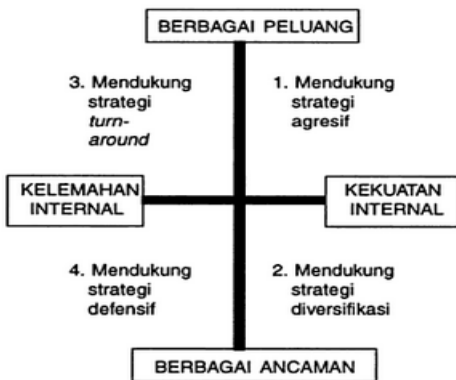 BERBAGAI PELUANG
3. Mendukung
strategi
turn-
around
1. Mendukung
strategi
agresif
KELEMAHAN
INTERNAL
KEKUATAN
INTERNAL
4. Mendukung
strategi
defensif
2. Mendukung
strategi
diversifikasi
BERBAGAI ANCAMAN